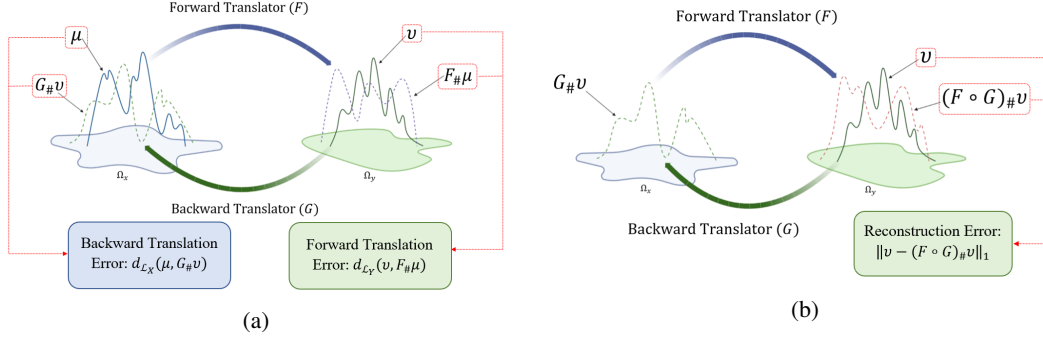 Forward Translator (F)
μ
υ
G#υ
F#μ
Ωx
Ωy
Backward Translator (G)
Backward Translation
Error: dℒX(μ, G#υ)
Forward Translation
Error: dℒY(υ, F#μ)
(a)
Forward Translator (F)
υ
G#υ
(F ∘ G)#υ
Ωx
Ωy
Backward Translator (G)
Reconstruction Error:
‖υ − (F ∘ G)#υ‖1
(b)